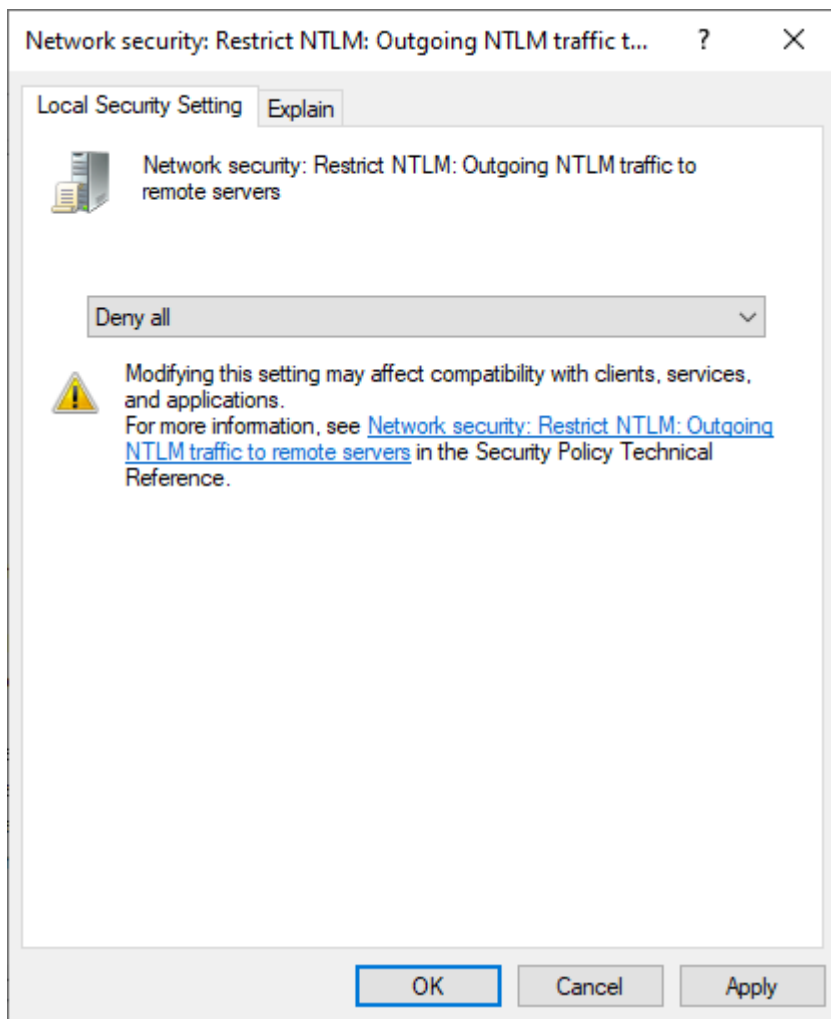 Network security: Restrict NTLM: Outgoing NTLM traffic t... ? ×
Local Security Setting Explain
Network security: Restrict NTLM: Outgoing NTLM traffic to
remote servers
Deny all
Modifying this setting may affect compatibility with clients, services,
and applications.
For more information, see Network security: Restrict NTLM: Outgoing
NTLM traffic to remote servers in the Security Policy Technical
Reference.
OK Cancel Apply